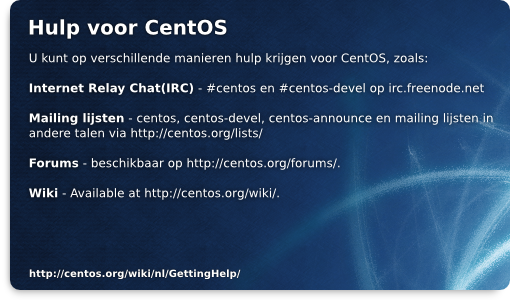 Hulp voor CentOS
U kunt op verschillende manieren hulp krijgen voor CentOS, zoals:
Internet Relay Chat(IRC) - #centos en #centos-devel op irc.freenode.net
Mailing lijsten - centos, centos-devel, centos-announce en mailing lijsten in
andere talen via http://centos.org/lists/
Forums - beschikbaar op http://centos.org/forums/.
Wiki - Available at http://centos.org/wiki/.
http://centos.org/wiki/nl/GettingHelp/